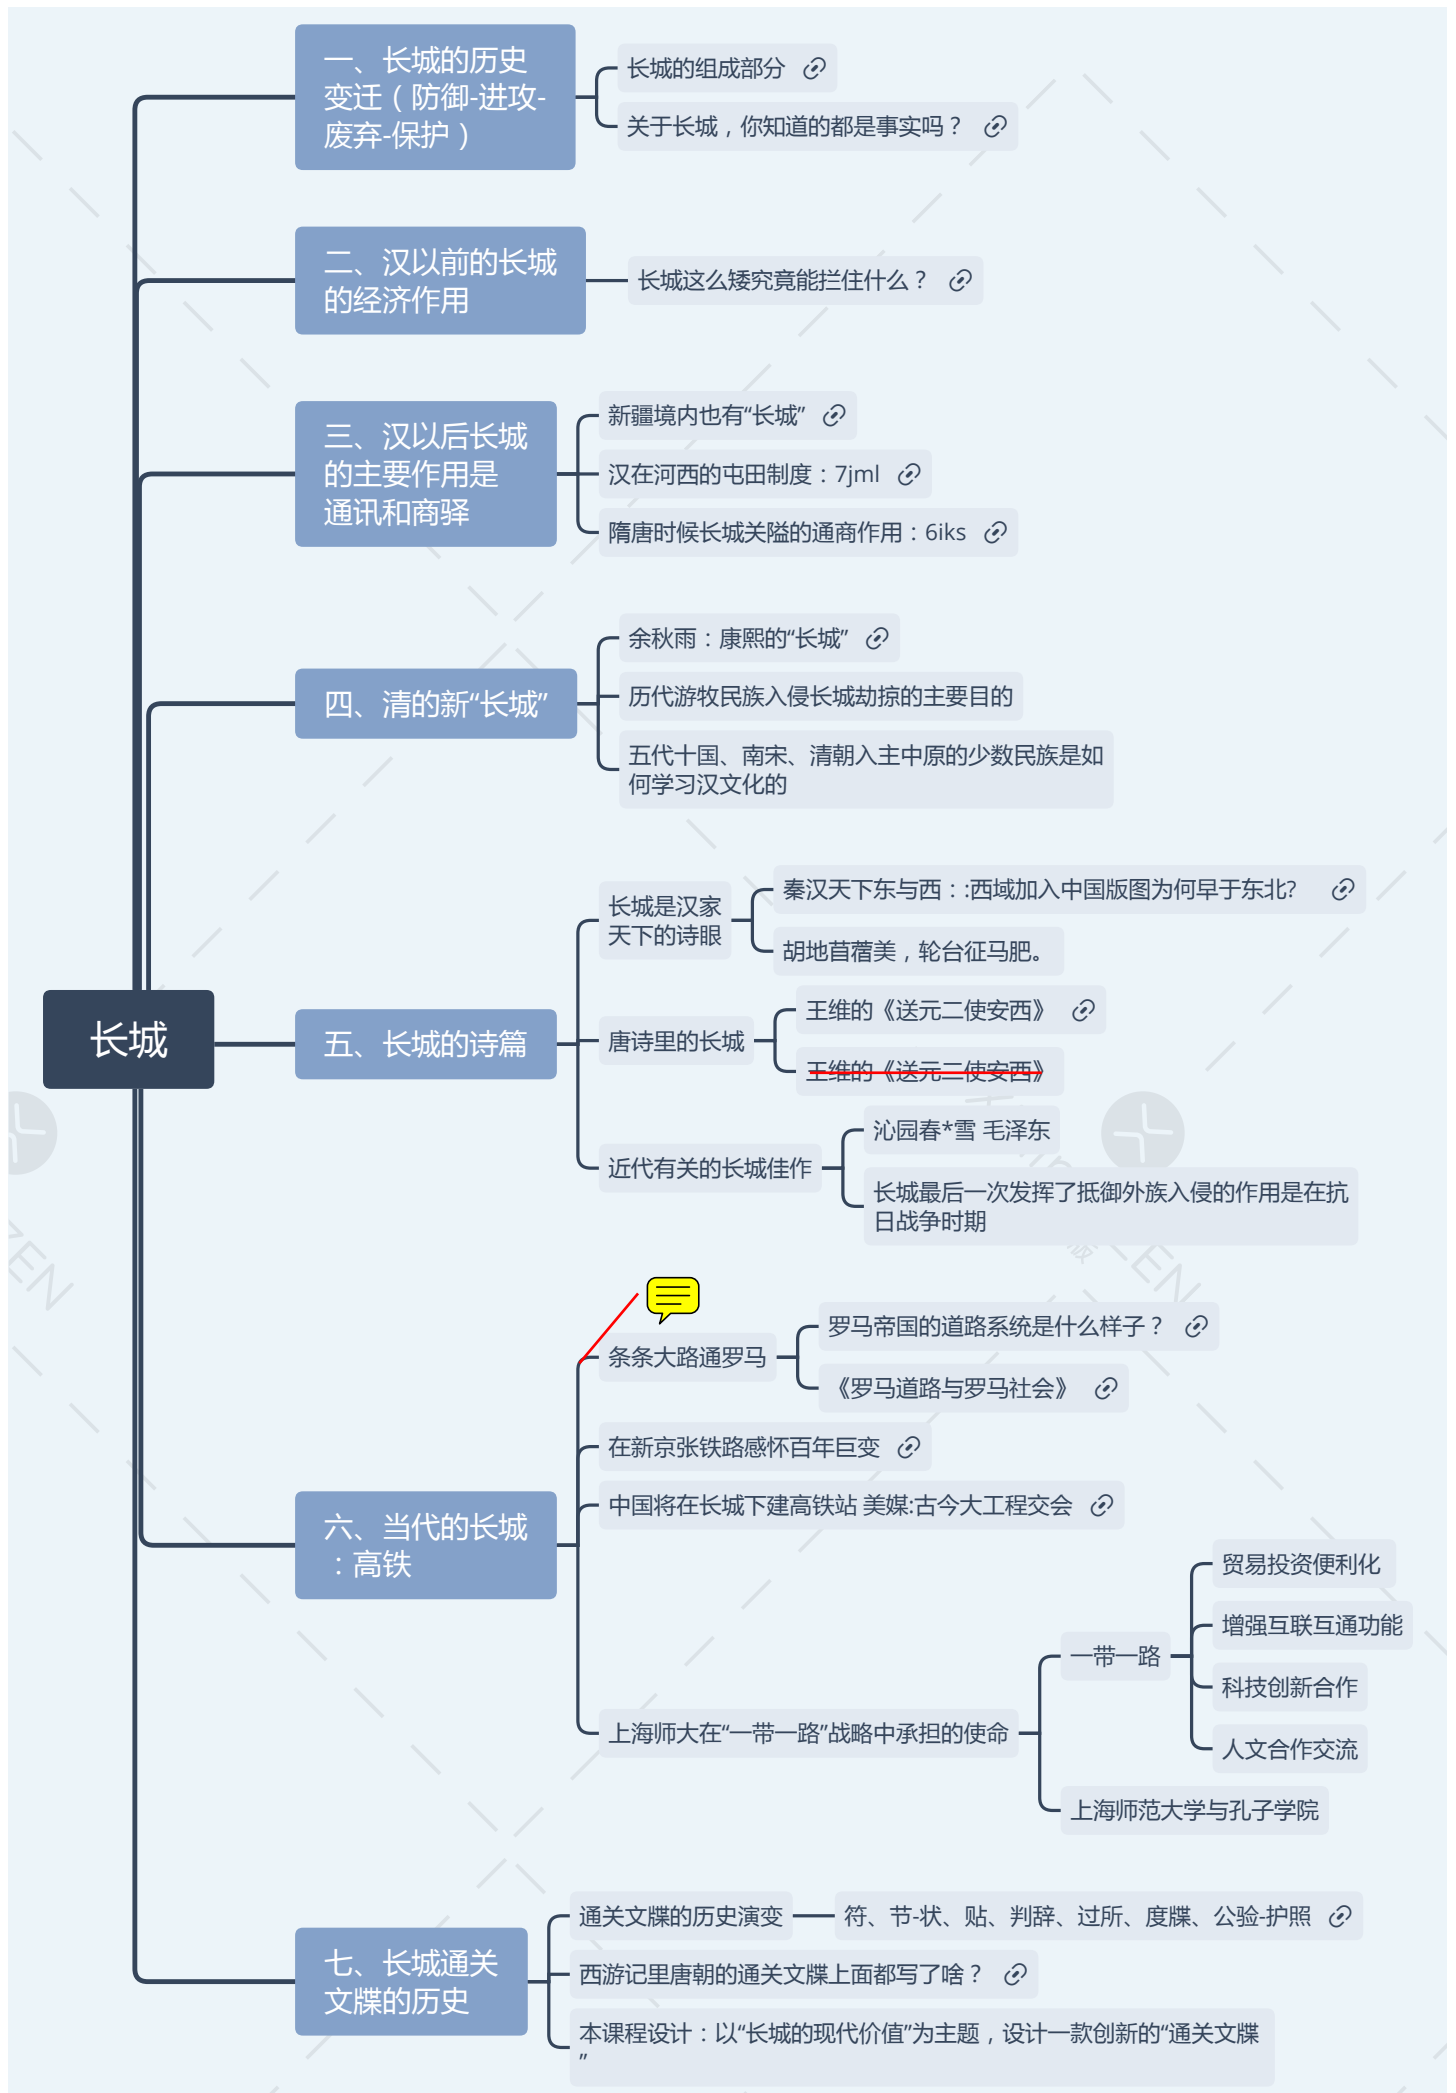 一、长城的历史
变迁（防御-进攻-
废弃-保护）
长城的组成部分
关于长城，你知道的都是事实吗？
二、汉以前的长城
的经济作用
长城这么矮究竟能拦住什么？
三、汉以后长城
的主要作用是
通讯和商驿
新疆境内也有“长城”
汉在河西的屯田制度：7jml
隋唐时候长城关隘的通商作用：6iks
四、清的新“长城”
余秋雨：康熙的“长城”
历代游牧民族入侵长城劫掠的主要目的
五代十国、南宋、清朝入主中原的少数民族是如
何学习汉文化的
长城
五、长城的诗篇
长城是汉家
天下的诗眼
秦汉天下东与西：:西域加入中国版图为何早于东北?
胡地苜蓿美，轮台征马肥。
唐诗里的长城
王维的《送元二使安西》
王维的《送元二使安西》
近代有关的长城佳作
沁园春*雪 毛泽东
长城最后一次发挥了抵御外族入侵的作用是在抗
日战争时期
六、当代的长城
：高铁
条条大路通罗马
罗马帝国的道路系统是什么样子？
《罗马道路与罗马社会》
在新京张铁路感怀百年巨变
中国将在长城下建高铁站 美媒:古今大工程交会
上海师大在“一带一路”战略中承担的使命
一带一路
贸易投资便利化
增强互联互通功能
科技创新合作
人文合作交流
上海师范大学与孔子学院
七、长城通关
文牒的历史
通关文牒的历史演变
符、节-状、贴、判辞、过所、度牒、公验-护照
西游记里唐朝的通关文牒上面都写了啥？
本课程设计：以“长城的现代价值”为主题，设计一款创新的“通关文牒
”
ZEN